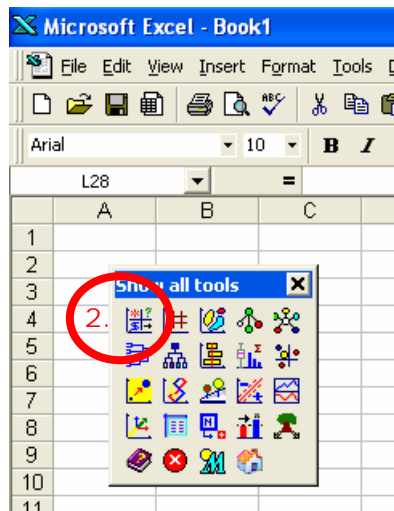 Microsoft Excel - Book1
File Edit View Insert Format Tools
Arial 10 B I
L28 =
A B C
1
2
3 Show all tools
4 2.
5
6
7
8
9
10
11